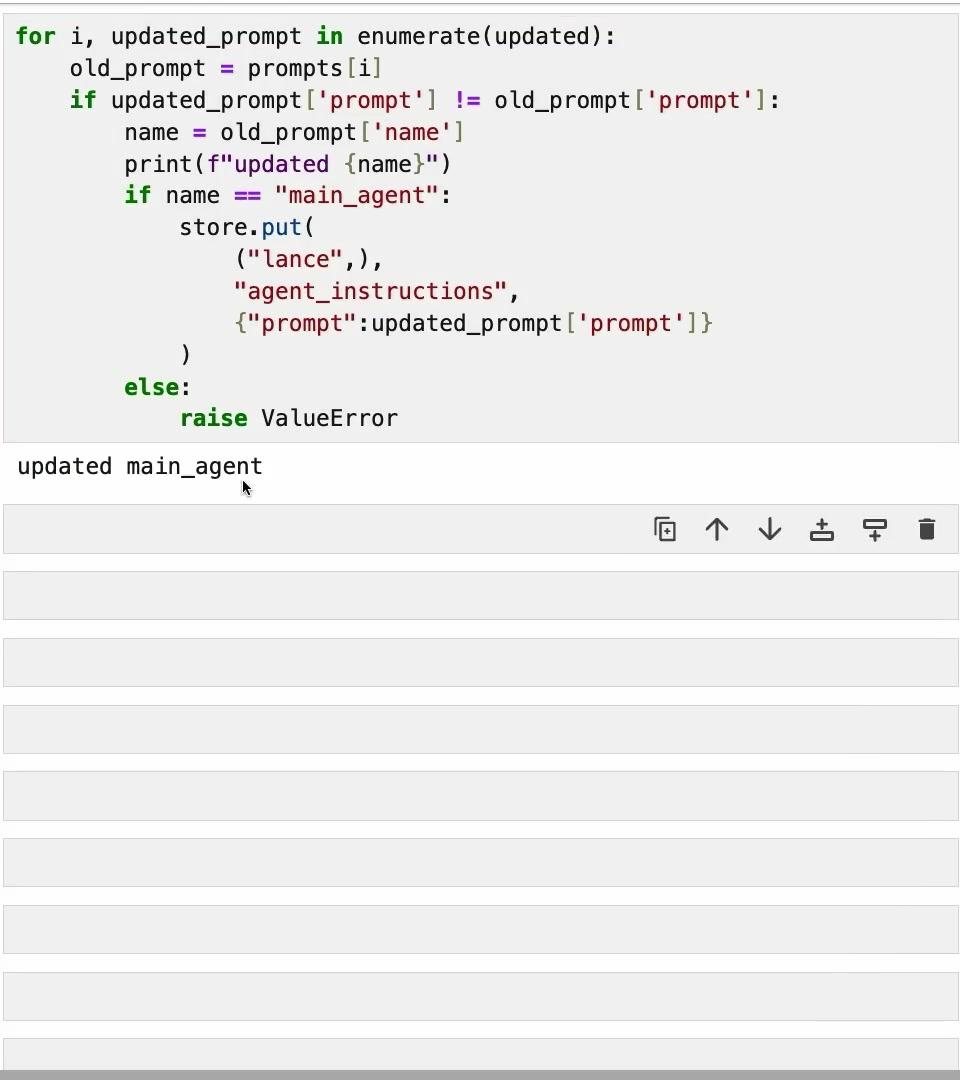 for i, updated_prompt in enumerate(updated):
    old_prompt = prompts[i]
    if updated_prompt['prompt'] != old_prompt['prompt']:
        name = old_prompt['name']
        print(f"updated {name}")
        if name == "main_agent":
            store.put(
                ("lance",),
                "agent_instructions",
                {"prompt":updated_prompt['prompt']}
            )
        else:
            raise ValueError
updated main_agent